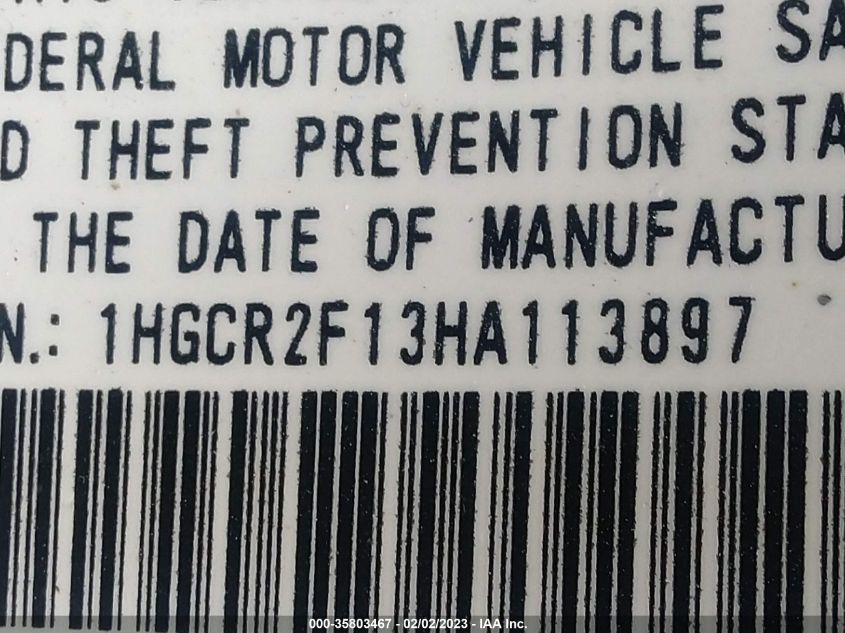 DERAL MOTOR VEHICLE SA
D THEFT PREVENTION STA
THE DATE OF MANUFACTU
N.: 1HGCR2F13HA113897
000-35803467 - 02/02/2023 - IAA Inc.